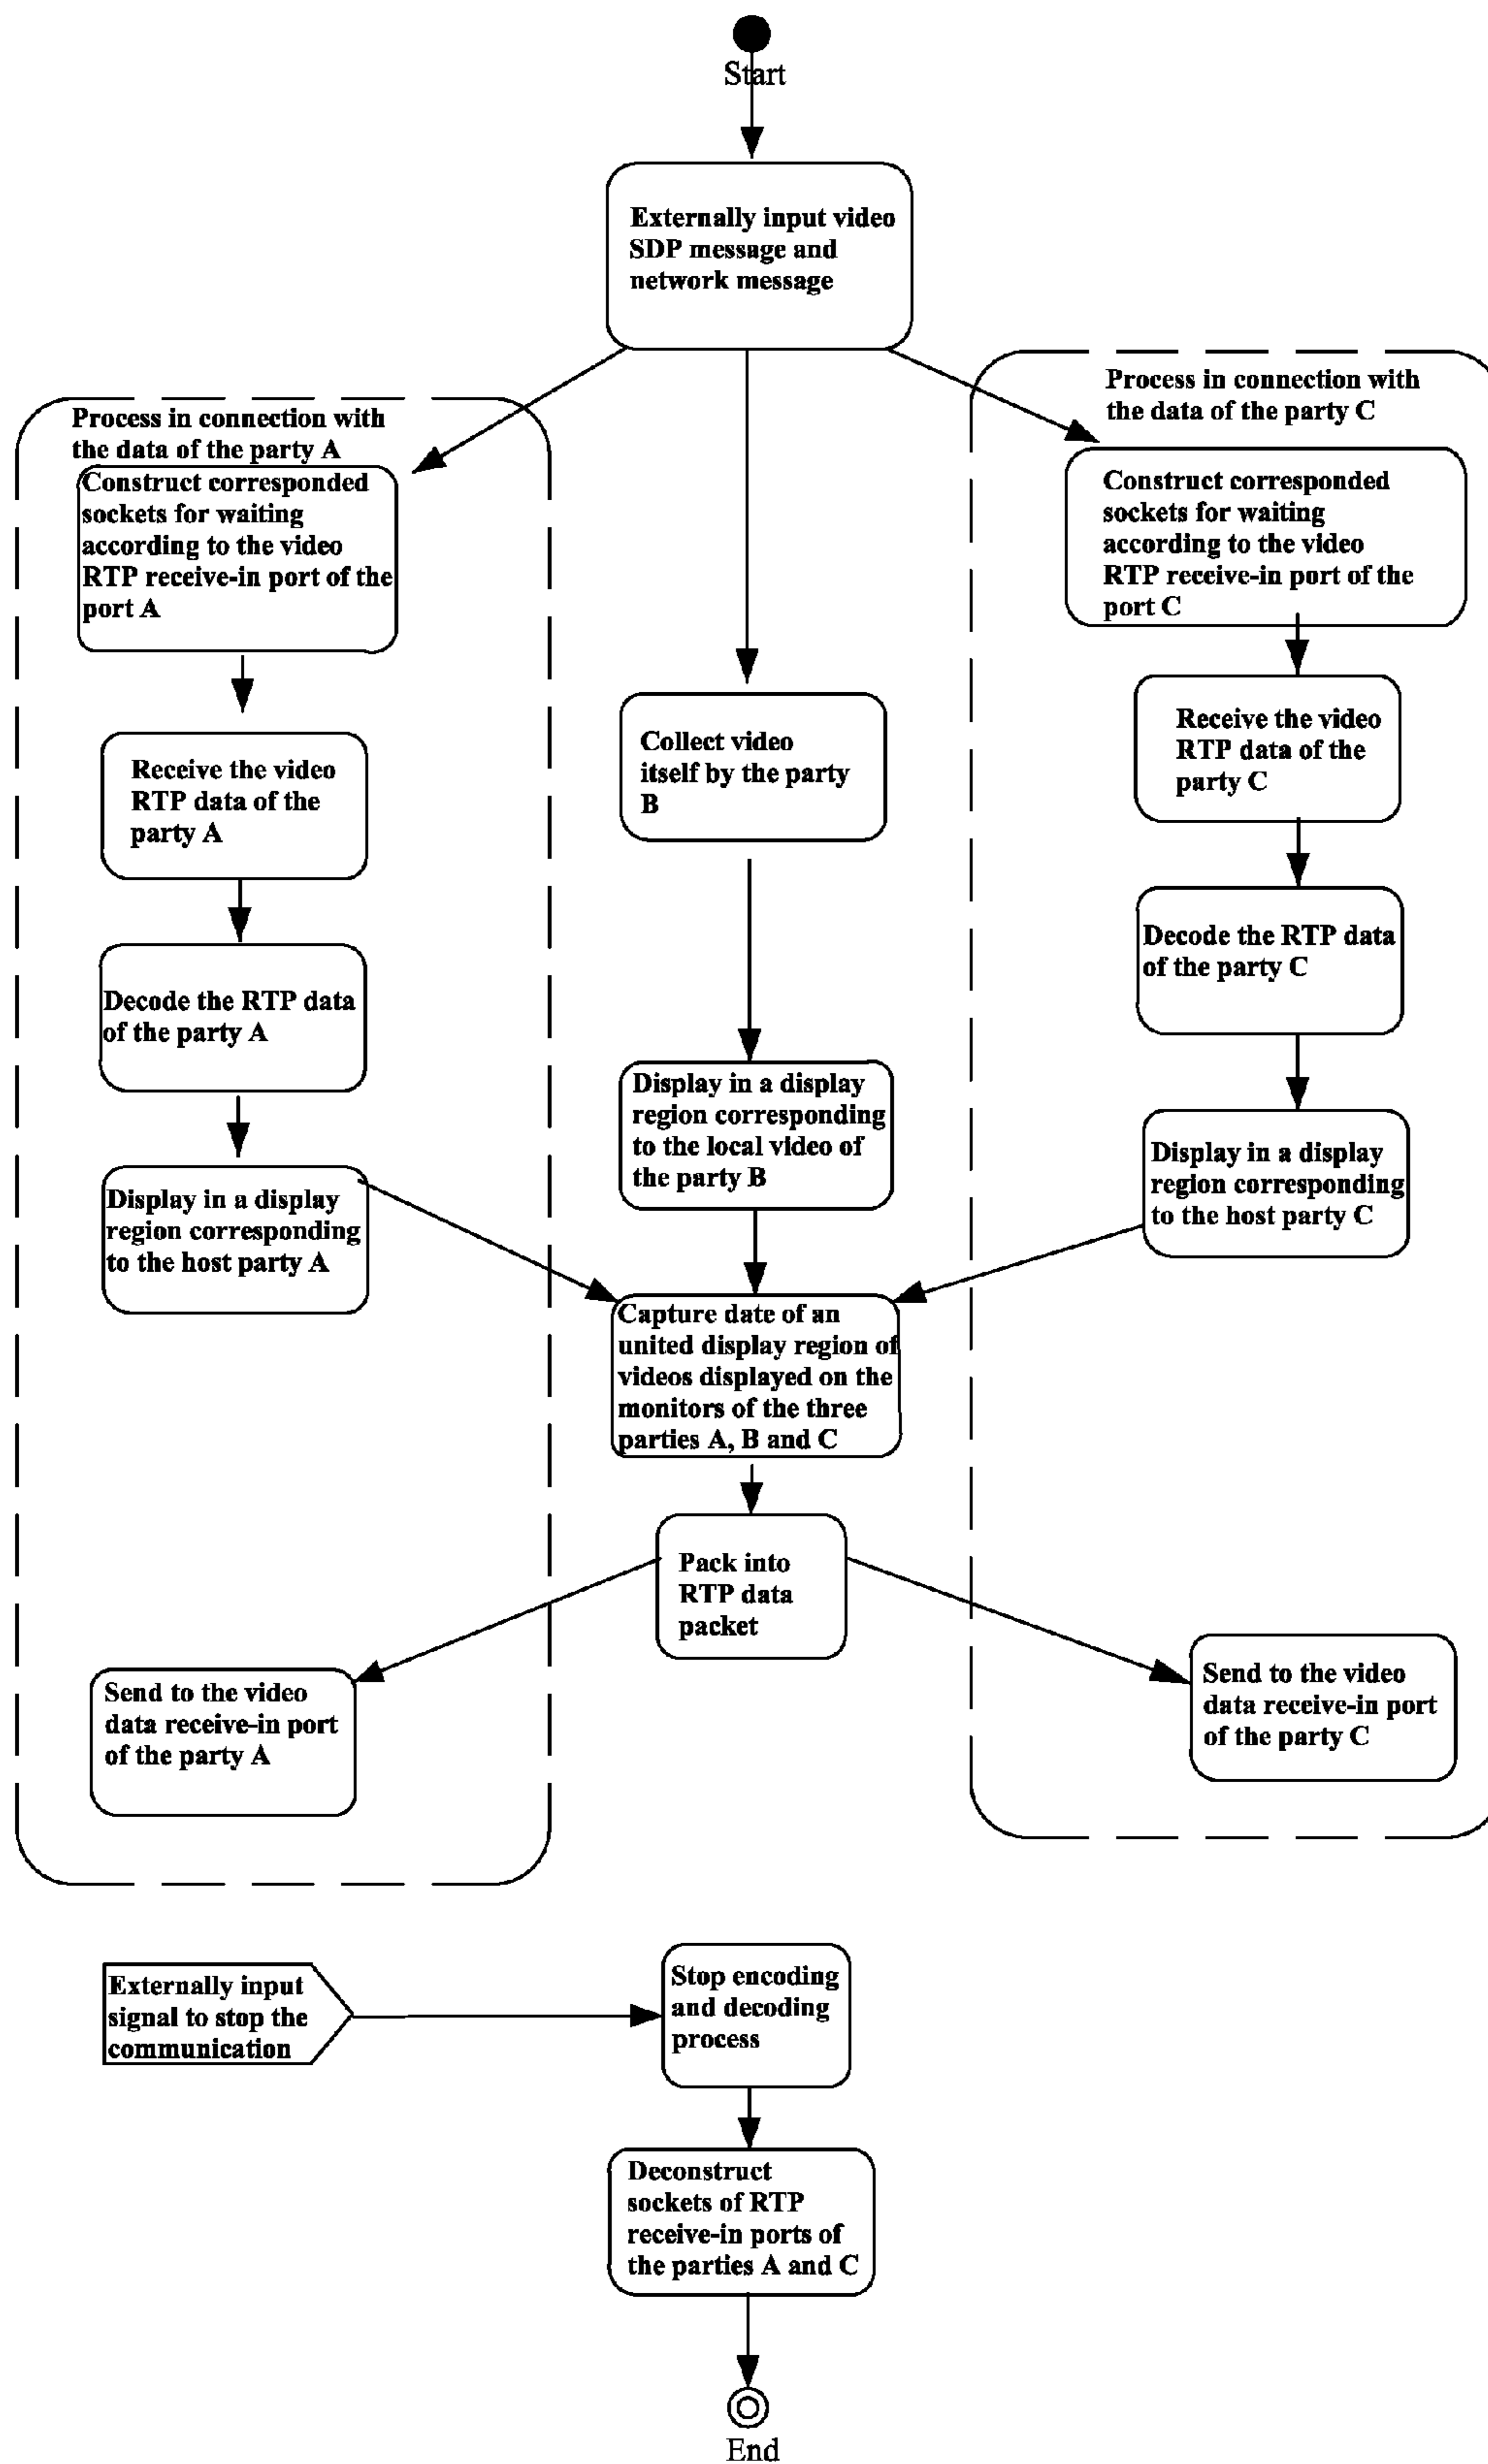 Start
Externally input video
SDP message and
network message
Process in connection with
the data of the party A
Construct corresponded
sockets for waiting
according to the video
RTP receive-in port of the
port A
Receive the video
RTP data of the
party A
Decode the RTP data
of the party A
Display in a display
region corresponding
to the host party A
Collect video
itself by the party
B
Display in a display
region corresponding
to the local video of
the party B
Process in connection with
the data of the party C
Construct corresponded
sockets for waiting
according to the video
RTP receive-in port of the
port C
Receive the video
RTP data of the
party C
Decode the RTP data
of the party C
Display in a display
region corresponding
to the host party C
Capture date of an
united display region of
videos displayed on the
monitors of the three
parties A, B and C
Pack into
RTP data
packet
Send to the video
data receive-in port
of the party A
Send to the video
data receive-in port
of the party C
Externally input
signal to stop the
communication
Stop encoding
and decoding
process
Deconstruct
sockets of RTP
receive-in ports of
the parties A and C
End